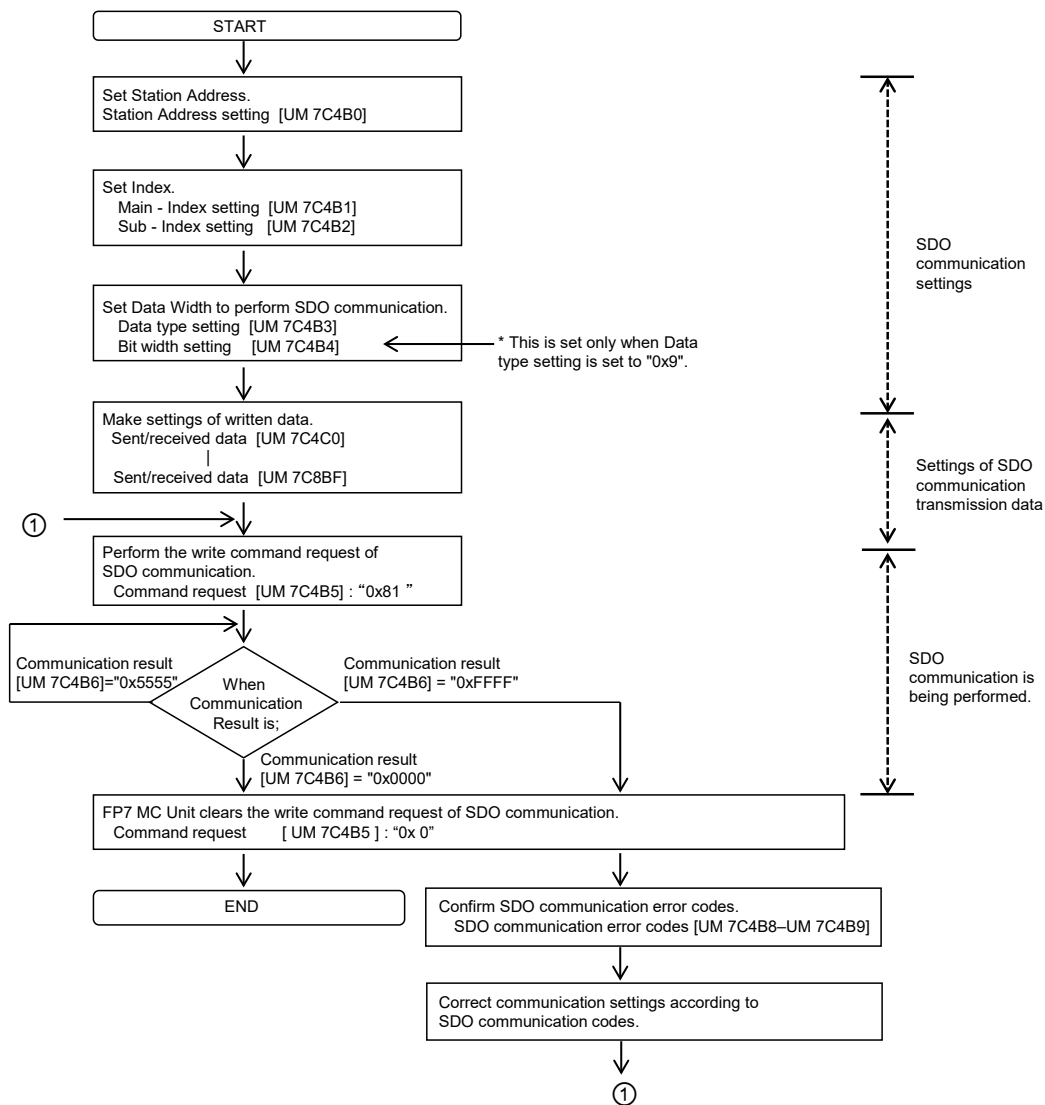 START
Set Station Address.
Station Address setting [UM 7C4B0]
Set Index.
Main - Index setting [UM 7C4B1]
Sub - Index setting [UM 7C4B2]
SDO
communication
settings
Set Data Width to perform SDO communication.
Data type setting [UM 7C4B3]
Bit width setting [UM 7C4B4]
* This is set only when Data
type setting is set to "0x9".
Make settings of written data.
Sent/received data [UM 7C4C0]
|
Sent/received data [UM 7C8BF]
Settings of SDO
communication
transmission data
①
Perform the write command request of
SDO communication.
Command request [UM 7C4B5] : “0x81 ”
Communication result
[UM 7C4B6]="0x5555"
When
Communication
Result is;
Communication result
[UM 7C4B6] = "0xFFFF"
SDO
communication is
being performed.
Communication result
[UM 7C4B6] = "0x0000"
FP7 MC Unit clears the write command request of SDO communication.
Command request [ UM 7C4B5 ] : “0x 0”
END
Confirm SDO communication error codes.
SDO communication error codes [UM 7C4B8–UM 7C4B9]
Correct communication settings according to
SDO communication codes.
①